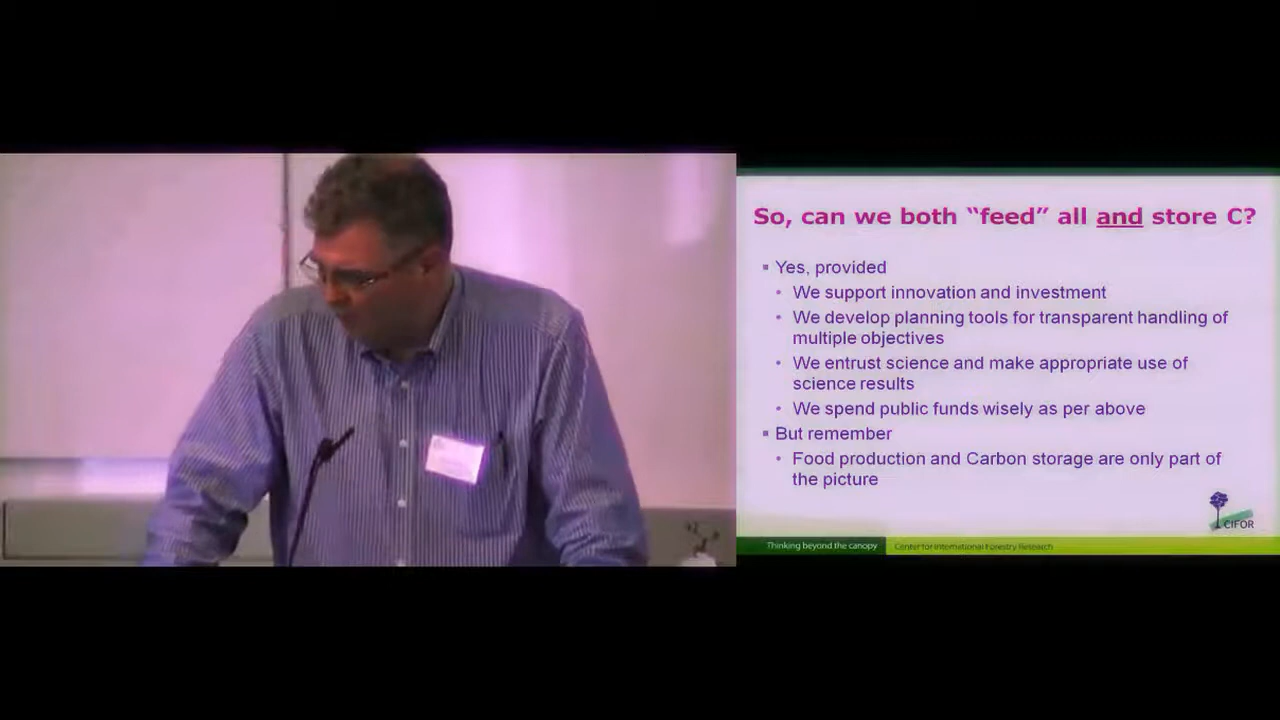 So, can we both “feed” all and store C?
Yes, provided
We support innovation and investment
We develop planning tools for transparent handling of
multiple objectives
We entrust science and make appropriate use of
science results
We spend public funds wisely as per above
But remember
Food production and Carbon storage are only part of
the picture
CIFOR
Thinking beyond the canopy
Center for International Forestry Research